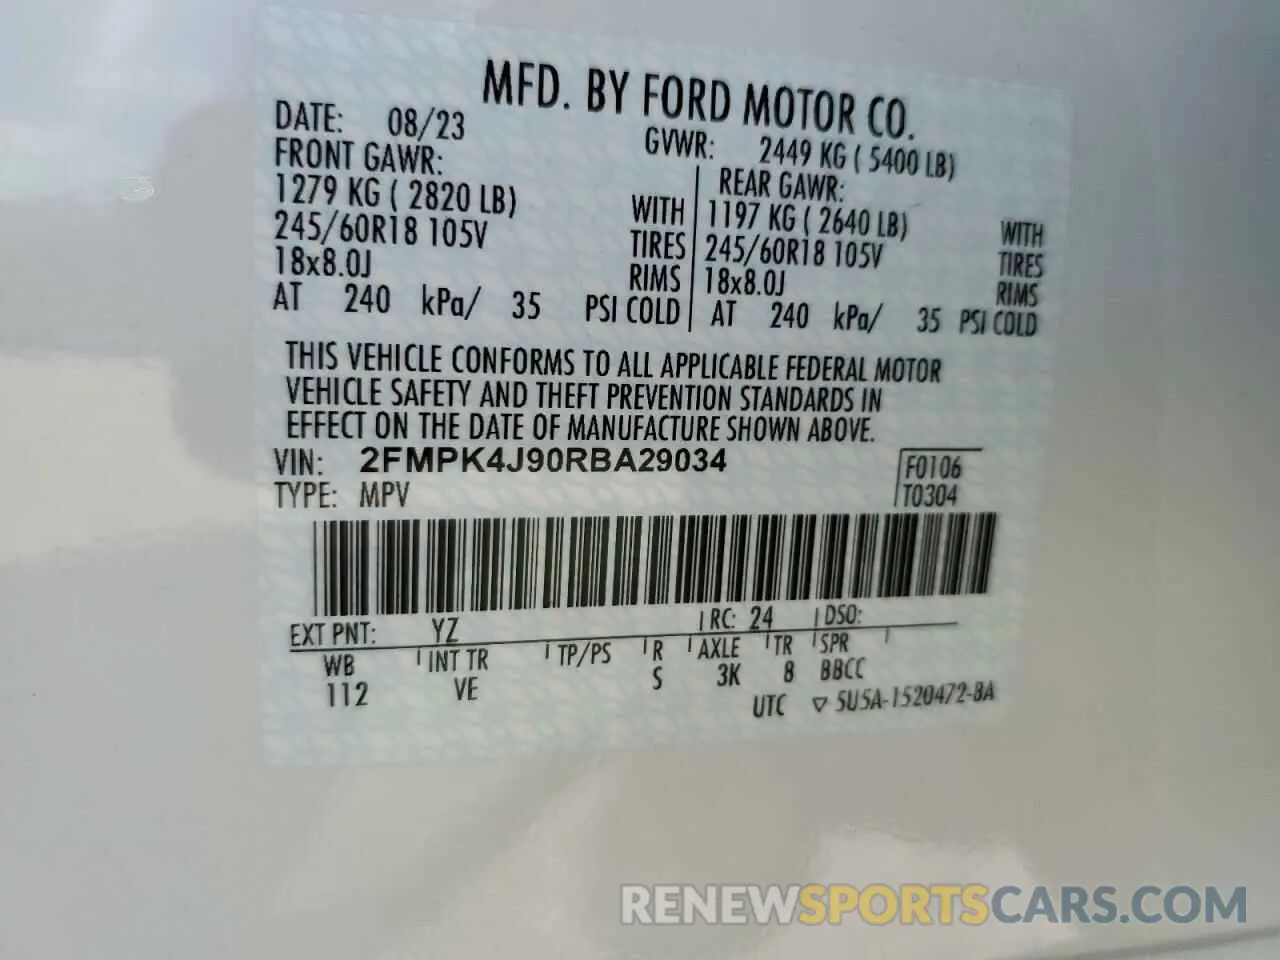 MFD. BY FORD MOTOR CO.
DATE: 08/23
GVWR: 2449 KG ( 5400 LB)
FRONT GAWR:
REAR GAWR:
1279 KG ( 2820 LB) WITH
1197 KG ( 2640 LB) WITH
245/60R18 105V TIRES
245/60R18 105V TIRES
18x8.0J RIMS
18x8.0J RIMS
AT 240 kPa/ 35 PSI COLD
AT 240 kPa/ 35 PSI COLD
THIS VEHICLE CONFORMS TO ALL APPLICABLE FEDERAL MOTOR
VEHICLE SAFETY AND THEFT PREVENTION STANDARDS IN
EFFECT ON THE DATE OF MANUFACTURE SHOWN ABOVE.
VIN: 2FMPK4J90RBA29034
F0106
TYPE: MPV
T0304
EXT PNT: YZ RC: 24 DSO:
WB INT TR TP/PS R AXLE TR SPR
112 VE S 3K 8 BBCC
UTC ▽ 5U5A-1520472-BA
RENEWSPORTSCARS.COM